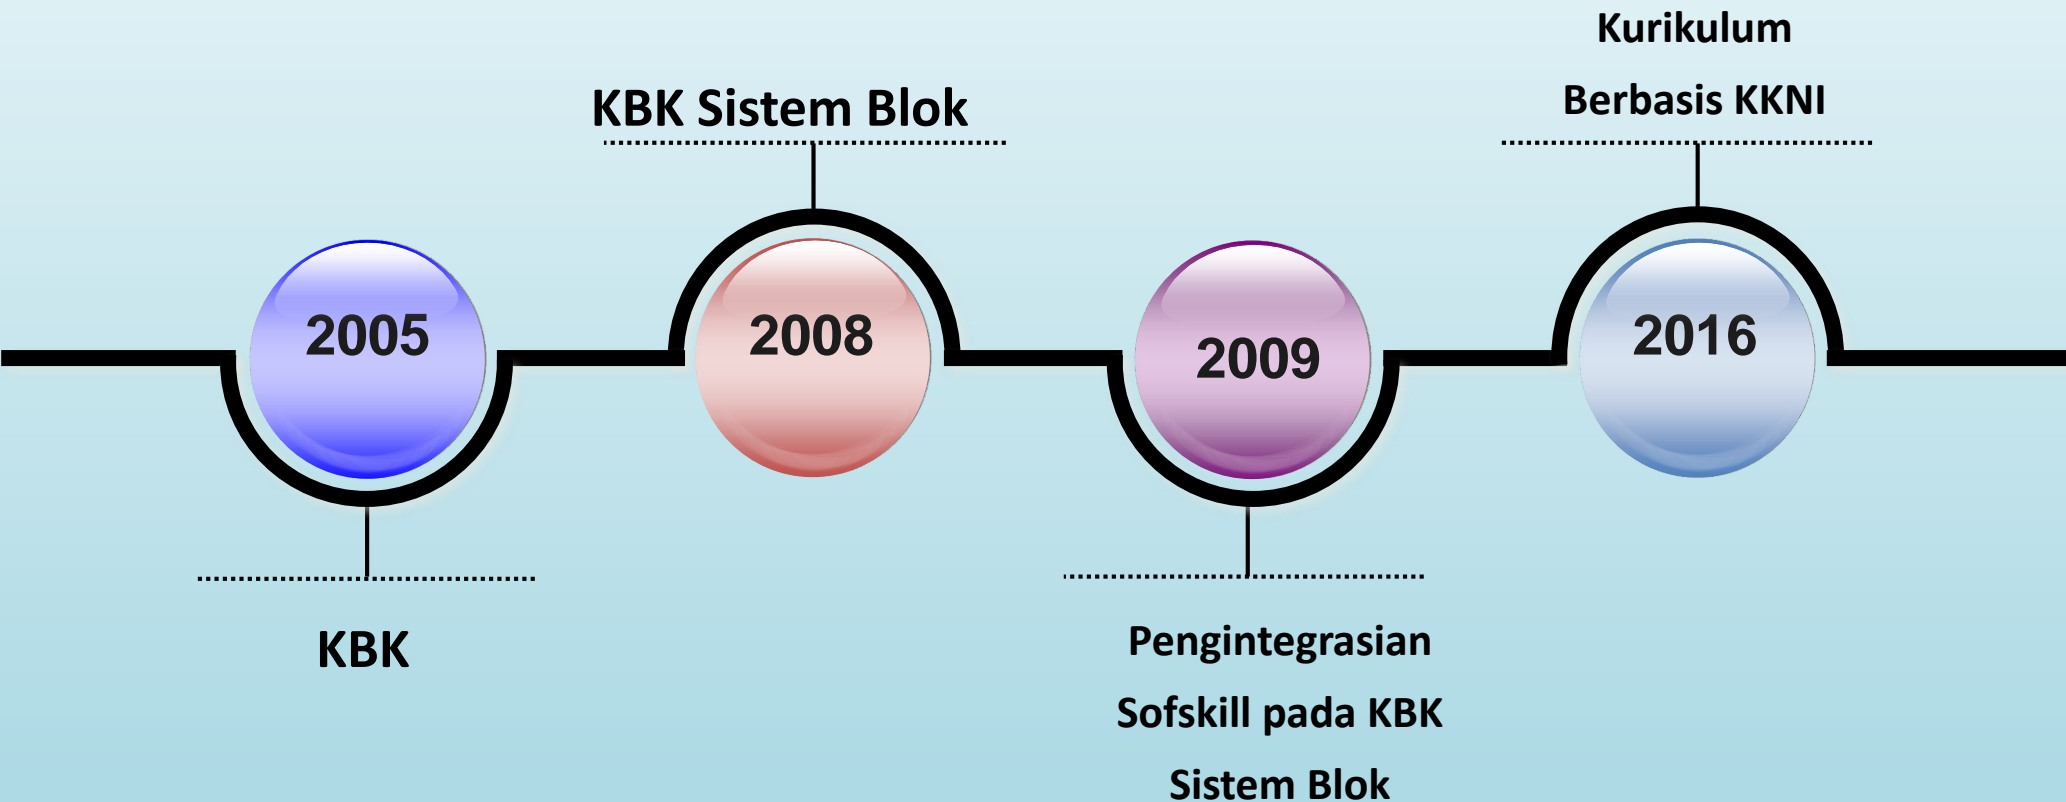 2005
KBK
KBK Sistem Blok
2008
2009
Pengintegrasian
Sofskill pada KBK
Sistem Blok
Kurikulum
Berbasis KKNI
2016